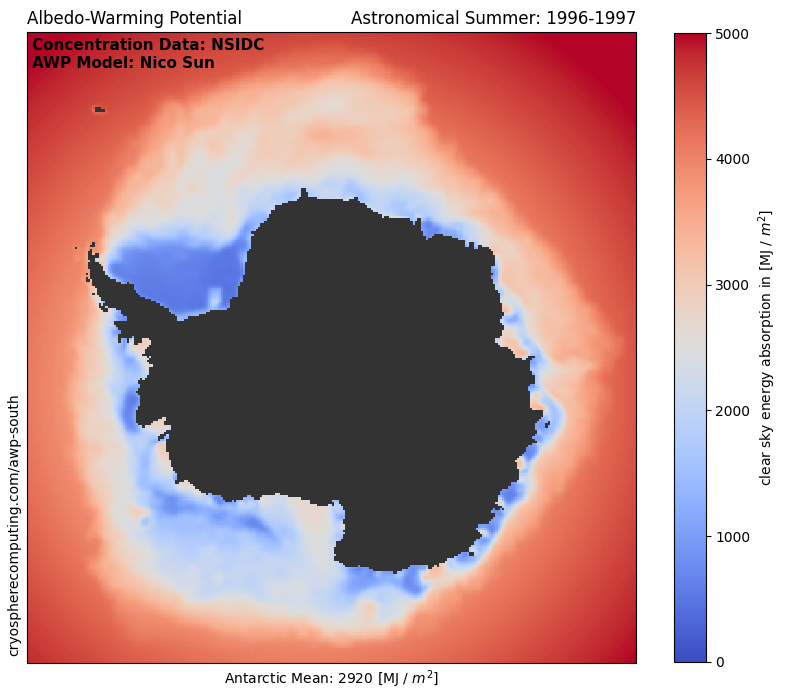 Albedo-Warming Potential
Astronomical Summer: 1996-1997
Concentration Data: NSIDC
AWP Model: Nico Sun
cryospherecomputing.com/awp-south
Antarctic Mean: 2920 [MJ / m²]
5000
4000
3000
2000
1000
0
clear sky energy absorption in [MJ / m²]